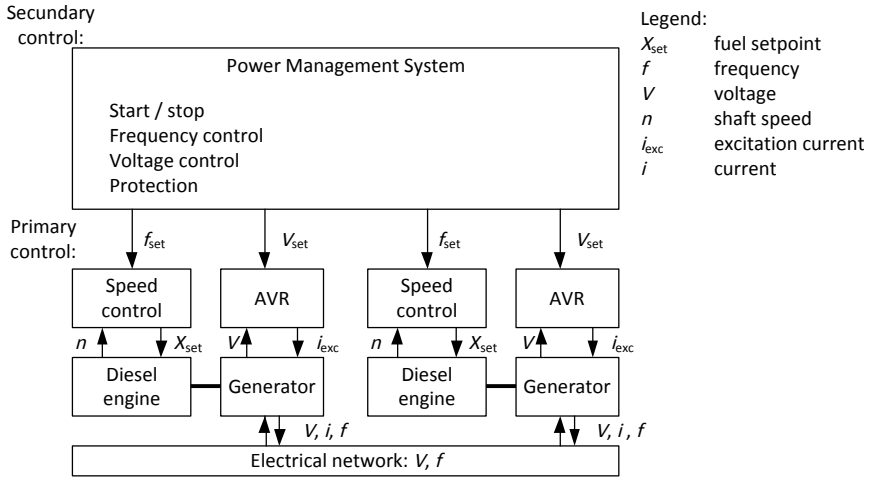 Secundary
control:
Power Management System
Start / stop
Frequency control
Voltage control
Protection
Legend:
Xset fuel setpoint
f frequency
V voltage
n shaft speed
iexc excitation current
i current
Primary
control:
fset
Vset
fset
Vset
Speed
control
AVR
Speed
control
AVR
n
Xset
V
iexc
n
Xset
V
iexc
Diesel
engine
Generator
Diesel
engine
Generator
V, i, f
V, i , f
Electrical network: V, f